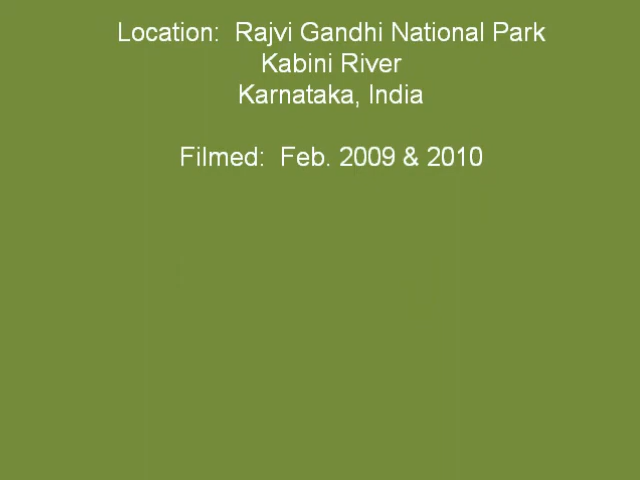 Location:  Rajvi Gandhi National Park
Kabini River
Karnataka, India
Filmed:  Feb. 2009 & 2010